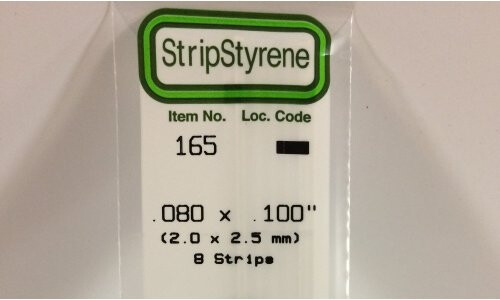 StripStyrene
Item No. Loc. Code
165
.080 x .100"
(2.0 x 2.5 mm)
8 Strips